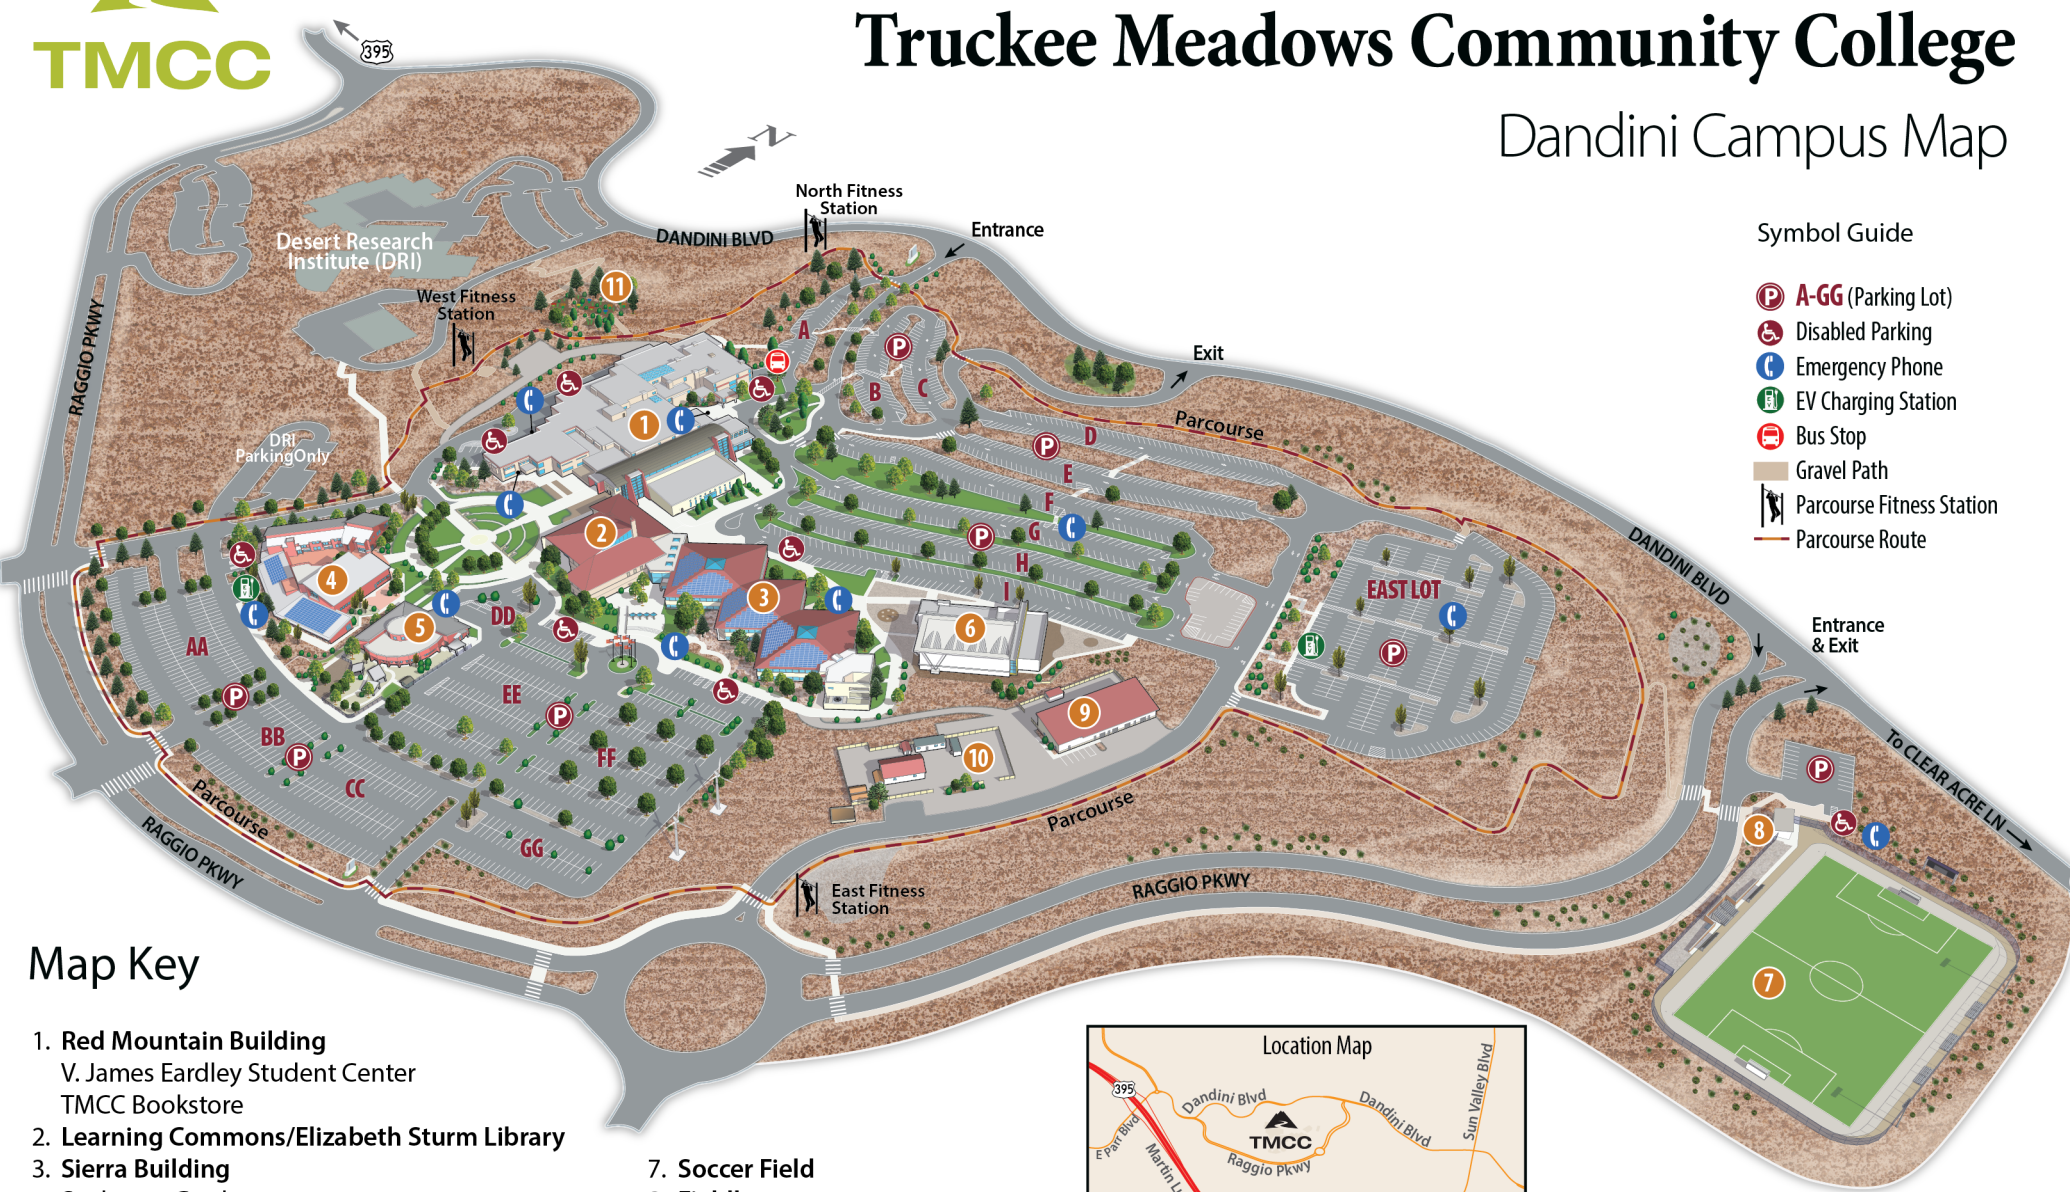 TMCC
395
Truckee Meadows Community College
Dandini Campus Map
N
North Fitness
Station
Entrance
DANDINI BLVD
Desert Research
Institute (DRI)
West Fitness
Station
11
RAGGIO PKWY
A
P
B
C
Exit
1
DRI
ParkingOnly
Parcourse
D
P
E
F
G
P
H
I
2
3
4
5
6
DD
AA
EE
P
P
BB
P
FF
CC
GG
9
10
EAST LOT
P
DANDINI BLVD
Entrance
& Exit
To CLEAR ACRE LN
P
8
7
Parcourse
RAGGIO PKWY
Parcourse
East Fitness
Station
RAGGIO PKWY
Symbol Guide
P A-GG (Parking Lot)
Disabled Parking
Emergency Phone
EV Charging Station
Bus Stop
Gravel Path
Parcourse Fitness Station
Parcourse Route
Map Key
1. Red Mountain Building
V. James Eardley Student Center
TMCC Bookstore
2. Learning Commons/Elizabeth Sturm Library
3. Sierra Building
7. Soccer Field
Location Map
395
Dandini Blvd
Dandini Blvd
Sun Valley Blvd
E Parr Blvd
TMCC
Raggio Pkwy
Martin